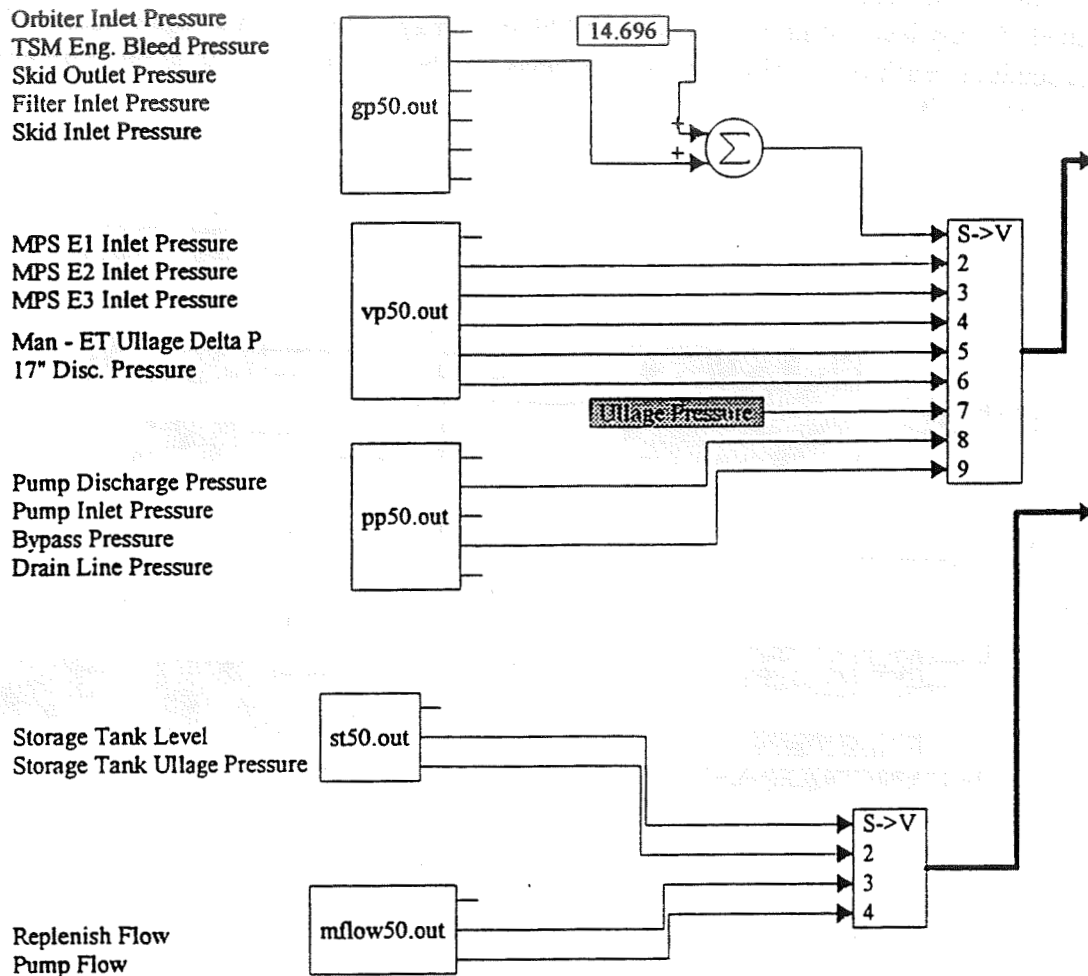 Orbiter Inlet Pressure
TSM Eng. Bleed Pressure
Skid Outlet Pressure
Filter Inlet Pressure
Skid Inlet Pressure
gp50.out
14.696
+
+
Σ
MPS E1 Inlet Pressure
MPS E2 Inlet Pressure
MPS E3 Inlet Pressure
Man - ET Ullage Delta P
17" Disc. Pressure
vp50.out
Ullage Pressure
S->V
2
3
4
5
6
7
8
9
Pump Discharge Pressure
Pump Inlet Pressure
Bypass Pressure
Drain Line Pressure
pp50.out
Storage Tank Level
Storage Tank Ullage Pressure
st50.out
S->V
2
3
4
Replenish Flow
Pump Flow
mflow50.out